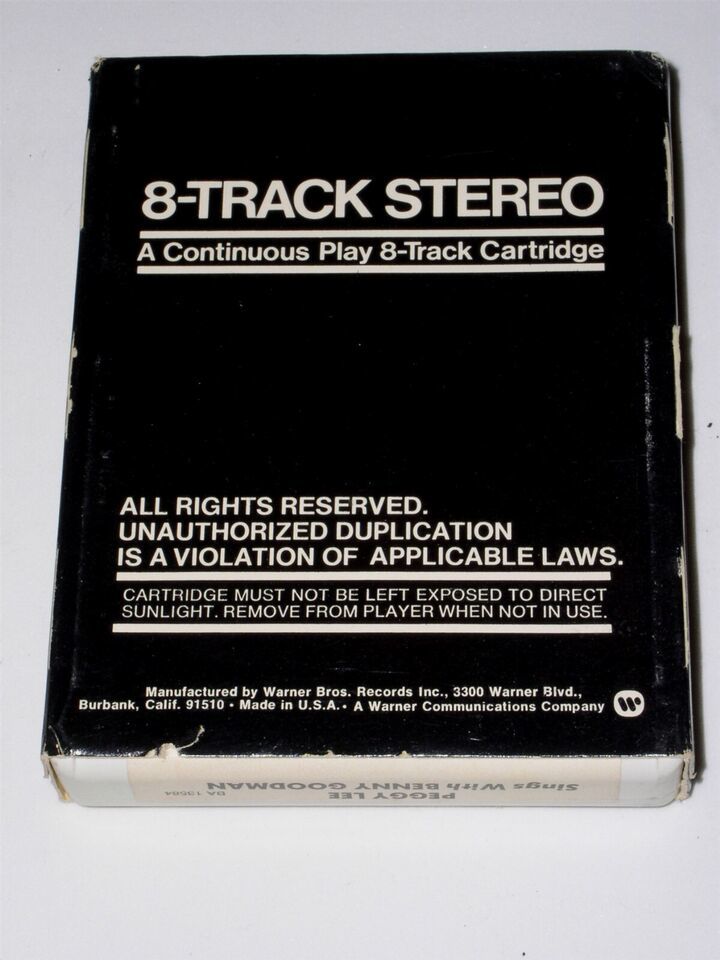 8-TRACK STEREO
A Continuous Play 8-Track Cartridge
ALL RIGHTS RESERVED.
UNAUTHORIZED DUPLICATION
IS A VIOLATION OF APPLICABLE LAWS.
CARTRIDGE MUST NOT BE LEFT EXPOSED TO DIRECT
SUNLIGHT. REMOVE FROM PLAYER WHEN NOT IN USE.
Manufactured by Warner Bros. Records Inc., 3300 Warner Blvd.,
Burbank, Calif. 91510 • Made in U.S.A. • A Warner Communications Company
PEGGY LEE
Sings With BENNY GOODMAN
BA 13584